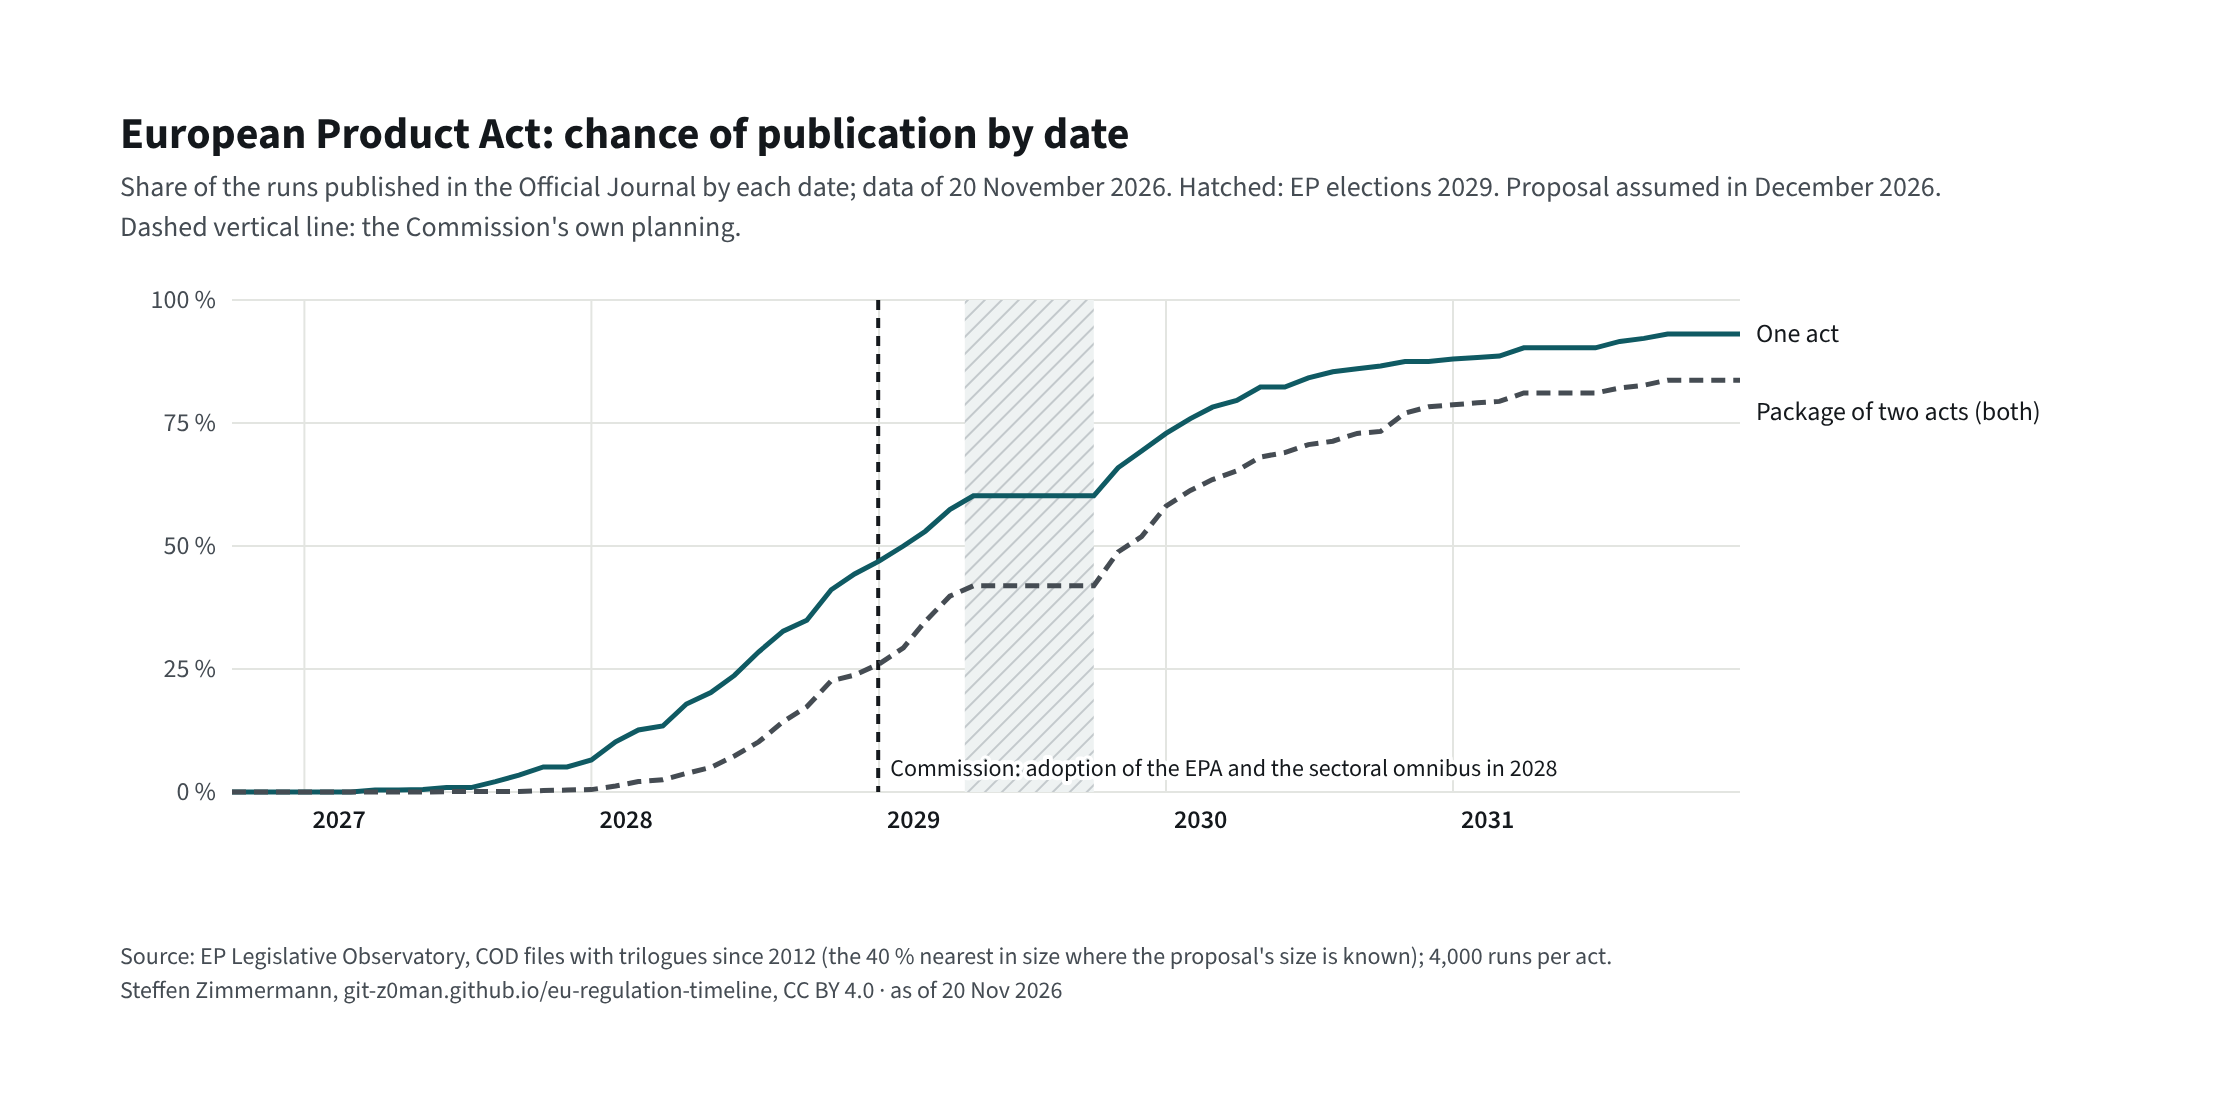 European Product Act: chance of publication by date
Share of the runs published in the Official Journal by each date; data of 20 November 2026. Hatched: EP elections 2029. Proposal assumed in December 2026.
Dashed vertical line: the Commission's own planning.
100 %
One act
75 %
Package of two acts (both)
50 %
25 %
Commission: adoption of the EPA and the sectoral omnibus in 2028
0 %
2027 2028 2029 2030 2031
Source: EP Legislative Observatory, COD files with trilogues since 2012 (the 40 % nearest in size where the proposal's size is known); 4,000 runs per act.
Steffen Zimmermann, git-z0man.github.io/eu-regulation-timeline, CC BY 4.0 · as of 20 Nov 2026